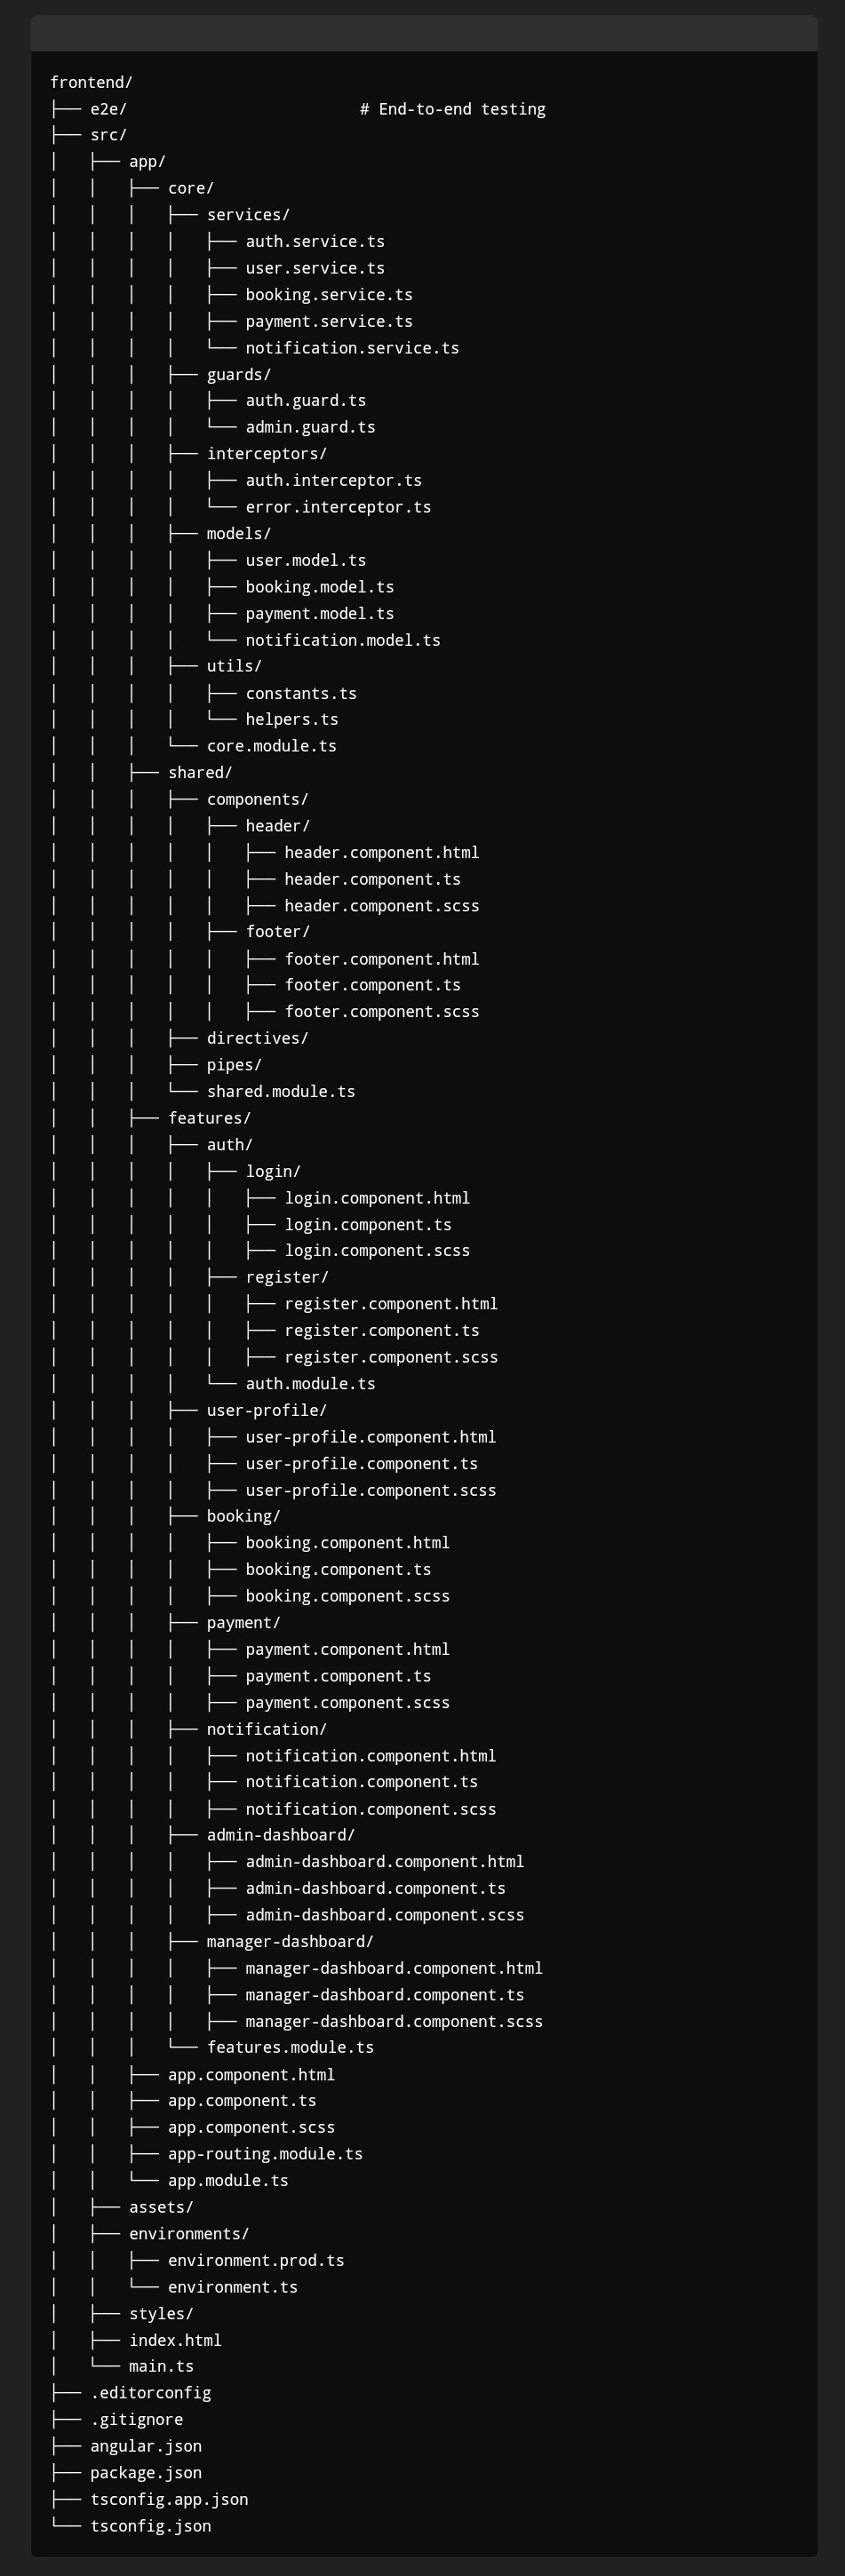 frontend/
├── e2e/                         # End-to-end testing
├── src/
│   ├── app/
│   │   ├── core/
│   │   │   ├── services/
│   │   │   │   ├── auth.service.ts
│   │   │   │   ├── user.service.ts
│   │   │   │   ├── booking.service.ts
│   │   │   │   ├── payment.service.ts
│   │   │   │   └── notification.service.ts
│   │   │   ├── guards/
│   │   │   │   ├── auth.guard.ts
│   │   │   │   └── admin.guard.ts
│   │   │   ├── interceptors/
│   │   │   │   ├── auth.interceptor.ts
│   │   │   │   └── error.interceptor.ts
│   │   │   ├── models/
│   │   │   │   ├── user.model.ts
│   │   │   │   ├── booking.model.ts
│   │   │   │   ├── payment.model.ts
│   │   │   │   └── notification.model.ts
│   │   │   ├── utils/
│   │   │   │   ├── constants.ts
│   │   │   │   └── helpers.ts
│   │   │   └── core.module.ts
│   │   ├── shared/
│   │   │   ├── components/
│   │   │   │   ├── header/
│   │   │   │   │   ├── header.component.html
│   │   │   │   │   ├── header.component.ts
│   │   │   │   │   ├── header.component.scss
│   │   │   │   ├── footer/
│   │   │   │   │   ├── footer.component.html
│   │   │   │   │   ├── footer.component.ts
│   │   │   │   │   ├── footer.component.scss
│   │   │   ├── directives/
│   │   │   ├── pipes/
│   │   │   └── shared.module.ts
│   │   ├── features/
│   │   │   ├── auth/
│   │   │   │   ├── login/
│   │   │   │   │   ├── login.component.html
│   │   │   │   │   ├── login.component.ts
│   │   │   │   │   ├── login.component.scss
│   │   │   │   ├── register/
│   │   │   │   │   ├── register.component.html
│   │   │   │   │   ├── register.component.ts
│   │   │   │   │   ├── register.component.scss
│   │   │   │   └── auth.module.ts
│   │   │   ├── user-profile/
│   │   │   │   ├── user-profile.component.html
│   │   │   │   ├── user-profile.component.ts
│   │   │   │   ├── user-profile.component.scss
│   │   │   ├── booking/
│   │   │   │   ├── booking.component.html
│   │   │   │   ├── booking.component.ts
│   │   │   │   ├── booking.component.scss
│   │   │   ├── payment/
│   │   │   │   ├── payment.component.html
│   │   │   │   ├── payment.component.ts
│   │   │   │   ├── payment.component.scss
│   │   │   ├── notification/
│   │   │   │   ├── notification.component.html
│   │   │   │   ├── notification.component.ts
│   │   │   │   ├── notification.component.scss
│   │   │   ├── admin-dashboard/
│   │   │   │   ├── admin-dashboard.component.html
│   │   │   │   ├── admin-dashboard.component.ts
│   │   │   │   ├── admin-dashboard.component.scss
│   │   │   ├── manager-dashboard/
│   │   │   │   ├── manager-dashboard.component.html
│   │   │   │   ├── manager-dashboard.component.ts
│   │   │   │   ├── manager-dashboard.component.scss
│   │   │   └── features.module.ts
│   │   ├── app.component.html
│   │   ├── app.component.ts
│   │   ├── app.component.scss
│   │   ├── app-routing.module.ts
│   │   └── app.module.ts
│   ├── assets/
│   ├── environments/
│   │   ├── environment.prod.ts
│   │   └── environment.ts
│   ├── styles/
│   ├── index.html
│   └── main.ts
├── .editorconfig
├── .gitignore
├── angular.json
├── package.json
├── tsconfig.app.json
└── tsconfig.json